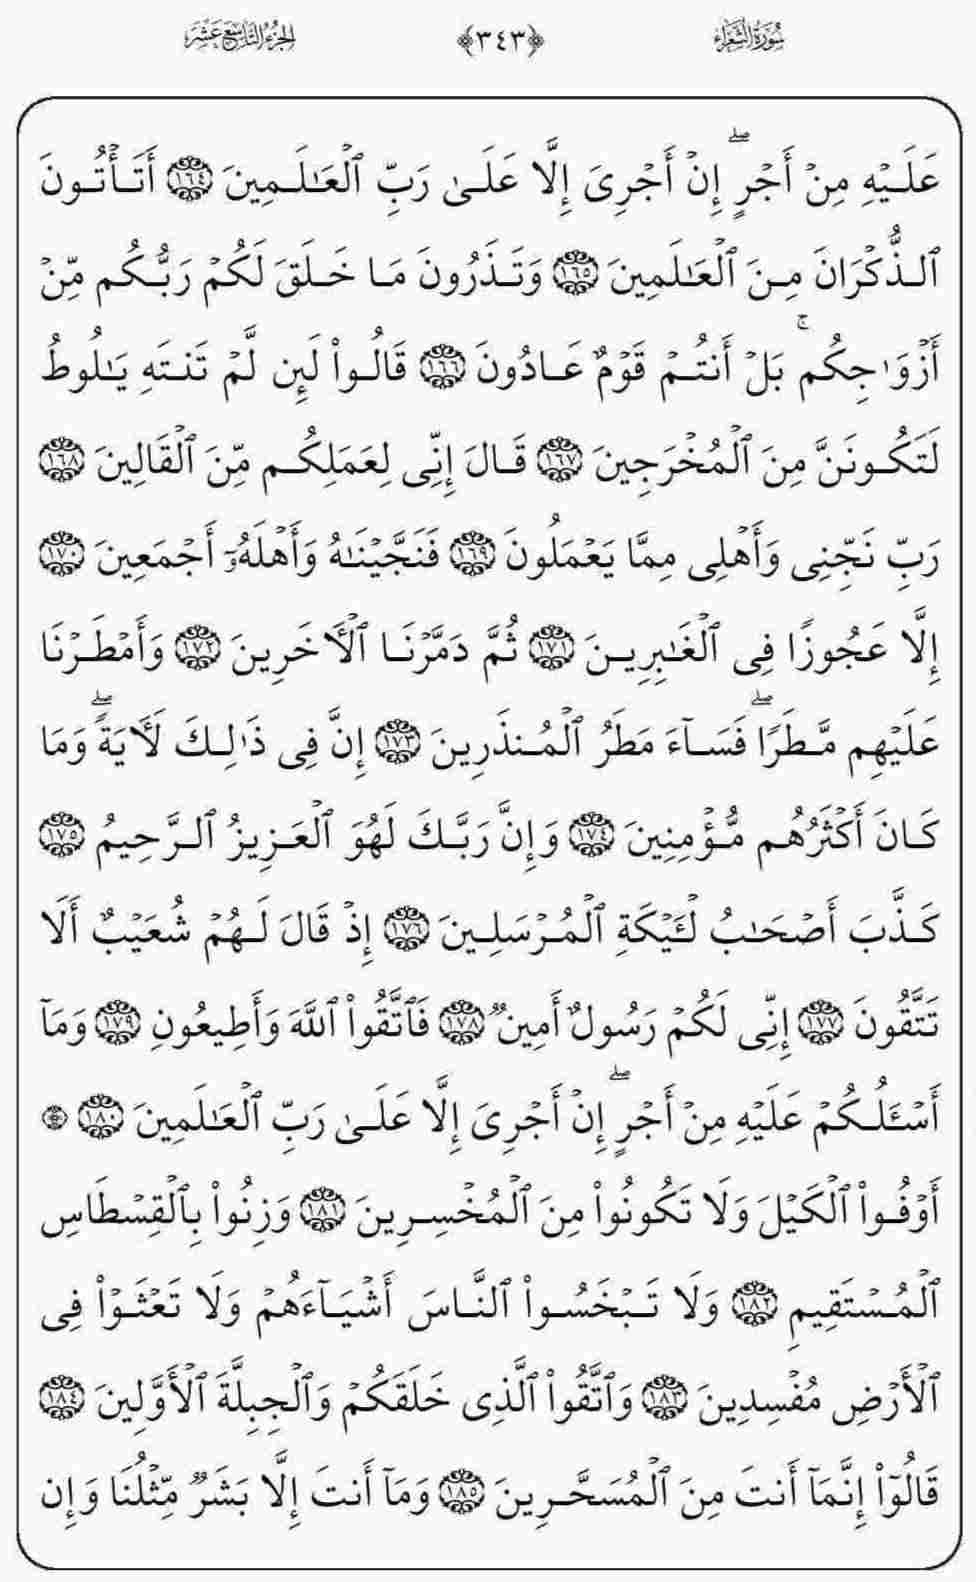 سُورَةُ الشُّعَرَاءِ ﴿٣٤٣﴾ الجُزْءُ التَّاسِعَ عَشَرَ
عَلَيۡهِ مِنۡ أَجۡرٍۖ إِنۡ أَجۡرِىَ إِلَّا عَلَىٰ رَبِّ ٱلۡعَٰلَمِينَ ١٦٤ أَتَأۡتُونَ
ٱلذُّكۡرَانَ مِنَ ٱلۡعَٰلَمِينَ ١٦٥ وَتَذَرُونَ مَا خَلَقَ لَكُمۡ رَبُّكُم مِّنۡ
أَزۡوَٰجِكُمۚ بَلۡ أَنتُمۡ قَوۡمٌ عَادُونَ ١٦٦ قَالُوا۟ لَئِن لَّمۡ تَنتَهِ يَٰلُوطُ
لَتَكُونَنَّ مِنَ ٱلۡمُخۡرَجِينَ ١٦٧ قَالَ إِنِّى لِعَمَلِكُم مِّنَ ٱلۡقَالِينَ ١٦٨
رَبِّ نَجِّنِى وَأَهۡلِى مِمَّا يَعۡمَلُونَ ١٦٩ فَنَجَّيۡنَٰهُ وَأَهۡلَهُۥٓ أَجۡمَعِينَ ١٧٠
إِلَّا عَجُوزًا فِى ٱلۡغَٰبِرِينَ ١٧١ ثُمَّ دَمَّرۡنَا ٱلۡأٓخَرِينَ ١٧٢ وَأَمۡطَرۡنَا
عَلَيۡهِم مَّطَرًاۖ فَسَآءَ مَطَرُ ٱلۡمُنذَرِينَ ١٧٣ إِنَّ فِى ذَٰلِكَ لَأٓيَةًۖ وَمَا
كَانَ أَكۡثَرُهُم مُّؤۡمِنِينَ ١٧٤ وَإِنَّ رَبَّكَ لَهُوَ ٱلۡعَزِيزُ ٱلرَّحِيمُ ١٧٥
كَذَّبَ أَصۡحَٰبُ لۡـَٔيۡكَةِ ٱلۡمُرۡسَلِينَ ١٧٦ إِذۡ قَالَ لَهُمۡ شُعَيۡبٌ أَلَا
تَتَّقُونَ ١٧٧ إِنِّى لَكُمۡ رَسُولٌ أَمِينٌ ١٧٨ فَٱتَّقُوا۟ ٱللَّهَ وَأَطِيعُونِ ١٧٩ وَمَآ
أَسۡـَٔلُكُمۡ عَلَيۡهِ مِنۡ أَجۡرٍۖ إِنۡ أَجۡرِىَ إِلَّا عَلَىٰ رَبِّ ٱلۡعَٰلَمِينَ ١٨٠ ۞
أَوۡفُوا۟ ٱلۡكَيۡلَ وَلَا تَكُونُوا۟ مِنَ ٱلۡمُخۡسِرِينَ ١٨١ وَزِنُوا۟ بِٱلۡقِسۡطَاسِ
ٱلۡمُسۡتَقِيمِ ١٨٢ وَلَا تَبۡخَسُوا۟ ٱلنَّاسَ أَشۡيَآءَهُمۡ وَلَا تَعۡثَوۡا۟ فِى
ٱلۡأَرۡضِ مُفۡسِدِينَ ١٨٣ وَٱتَّقُوا۟ ٱلَّذِى خَلَقَكُمۡ وَٱلۡجِبِلَّةَ ٱلۡأَوَّلِينَ ١٨٤
قَالُوٓا۟ إِنَّمَآ أَنتَ مِنَ ٱلۡمُسَحَّرِينَ ١٨٥ وَمَآ أَنتَ إِلَّا بَشَرٌ مِّثۡلُنَا وَإِن